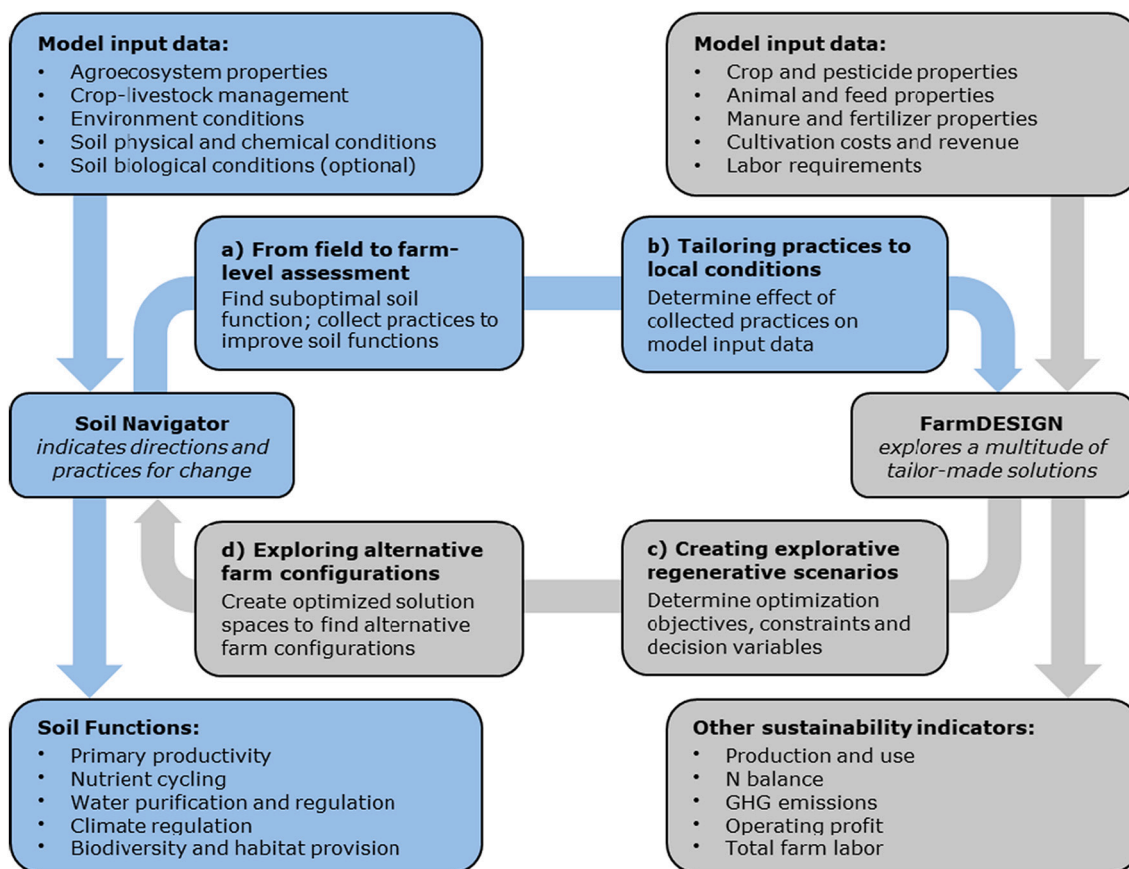 Model input data:
• Agroecosystem properties
• Crop-livestock management
• Environment conditions
• Soil physical and chemical conditions
• Soil biological conditions (optional)
Model input data:
• Crop and pesticide properties
• Animal and feed properties
• Manure and fertilizer properties
• Cultivation costs and revenue
• Labor requirements
a) From field to farm-
level assessment
Find suboptimal soil
function; collect practices to
improve soil functions
b) Tailoring practices to
local conditions
Determine effect of
collected practices on
model input data
Soil Navigator
indicates directions and
practices for change
FarmDESIGN
explores a multitude of
tailor-made solutions
d) Exploring alternative
farm configurations
Create optimized solution
spaces to find alternative
farm configurations
c) Creating explorative
regenerative scenarios
Determine optimization
objectives, constraints and
decision variables
Soil Functions:
• Primary productivity
• Nutrient cycling
• Water purification and regulation
• Climate regulation
• Biodiversity and habitat provision
Other sustainability indicators:
• Production and use
• N balance
• GHG emissions
• Operating profit
• Total farm labor